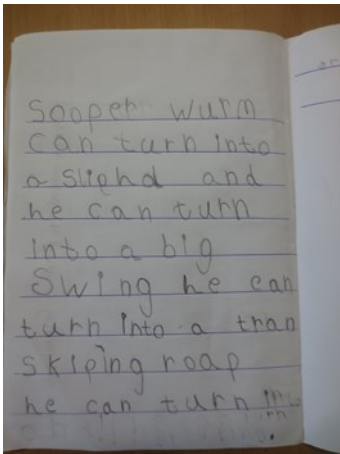 Sooper wurm
can turn into
a sliehd and
he can turn
into a big
Swing he can
turn into a tran
skiping roap
he can turn into